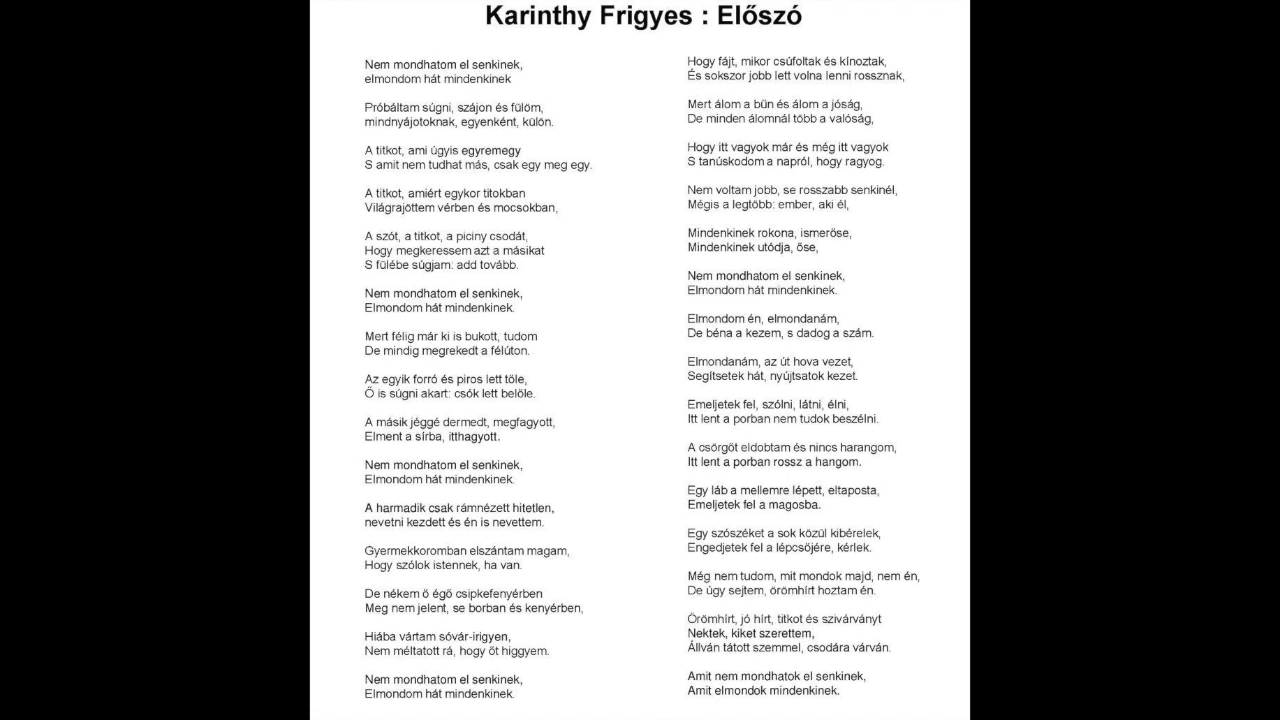 Karinthy Frigyes : Előszó
Nem mondhatom el senkinek,
elmondom hát mindenkinek
Próbáltam súgni, szájon és fülöm,
mindnyájotoknak, egyenként, külön.
A titkot, ami úgyis egyremegy
S amit nem tudhat más, csak egy meg egy.
A titkot, amiért egykor titokban
Világrajöttem vérben és mocsokban,
A szót, a titkot, a piciny csodát,
Hogy megkeressem azt a másikat
S fülébe súgjam: add tovább.
Nem mondhatom el senkinek,
Elmondom hát mindenkinek.
Mert félig már ki is bukott, tudom
De mindig megrekedt a félúton.
Az egyik forró és piros lett tőle,
Ő is súgni akart: csók lett belőle.
A másik jéggé dermedt, megfagyott,
Elment a sírba, itthagyott.
Nem mondhatom el senkinek,
Elmondom hát mindenkinek.
A harmadik csak rámnézett hitetlen,
nevetni kezdett és én is nevettem.
Gyermekkoromban elszántam magam,
Hogy szólok istennek, ha van.
De nékem ő égő csipkefenyérben
Meg nem jelent, se borban és kenyérben,
Hiába vártam sóvár-irigyen,
Nem méltatott rá, hogy őt higgyem.
Nem mondhatom el senkinek,
Elmondom hát mindenkinek.
Hogy fájt, mikor csúfoltak és kínoztak,
És sokszor jobb lett volna lenni rossznak,
Mert álom a bűn és álom a jóság,
De minden álomnál több a valóság,
Hogy itt vagyok már és még itt vagyok
S tanúskodom a napról, hogy ragyog.
Nem voltam jobb, se rosszabb senkinél,
Mégis a legtöbb: ember, aki él,
Mindenkinek rokona, ismerőse,
Mindenkinek utódja, őse,
Nem mondhatom el senkinek,
Elmondom hát mindenkinek.
Elmondom én, elmondanám,
De béna a kezem, s dadog a szám.
Elmondanám, az út hova vezet,
Segítsetek hát, nyújtsatok kezet.
Emeljetek fel, szólni, látni, élni,
Itt lent a porban nem tudok beszélni.
A csörgőt eldobtam és nincs harangom,
Itt lent a porban rossz a hangom.
Egy láb a mellemre lépett, eltaposta,
Emeljetek fel a magosba.
Egy szószéket a sok közül kibérelek,
Engedjetek fel a lépcsőjére, kérlek.
Még nem tudom, mit mondok majd, nem én,
De úgy sejtem, örömhírt hoztam én.
Örömhírt, jó hírt, titkot és szivárványt
Nektek, kiket szerettem,
Állván tátott szemmel, csodára várván.
Amit nem mondhatok el senkinek,
Amit elmondok mindenkinek.